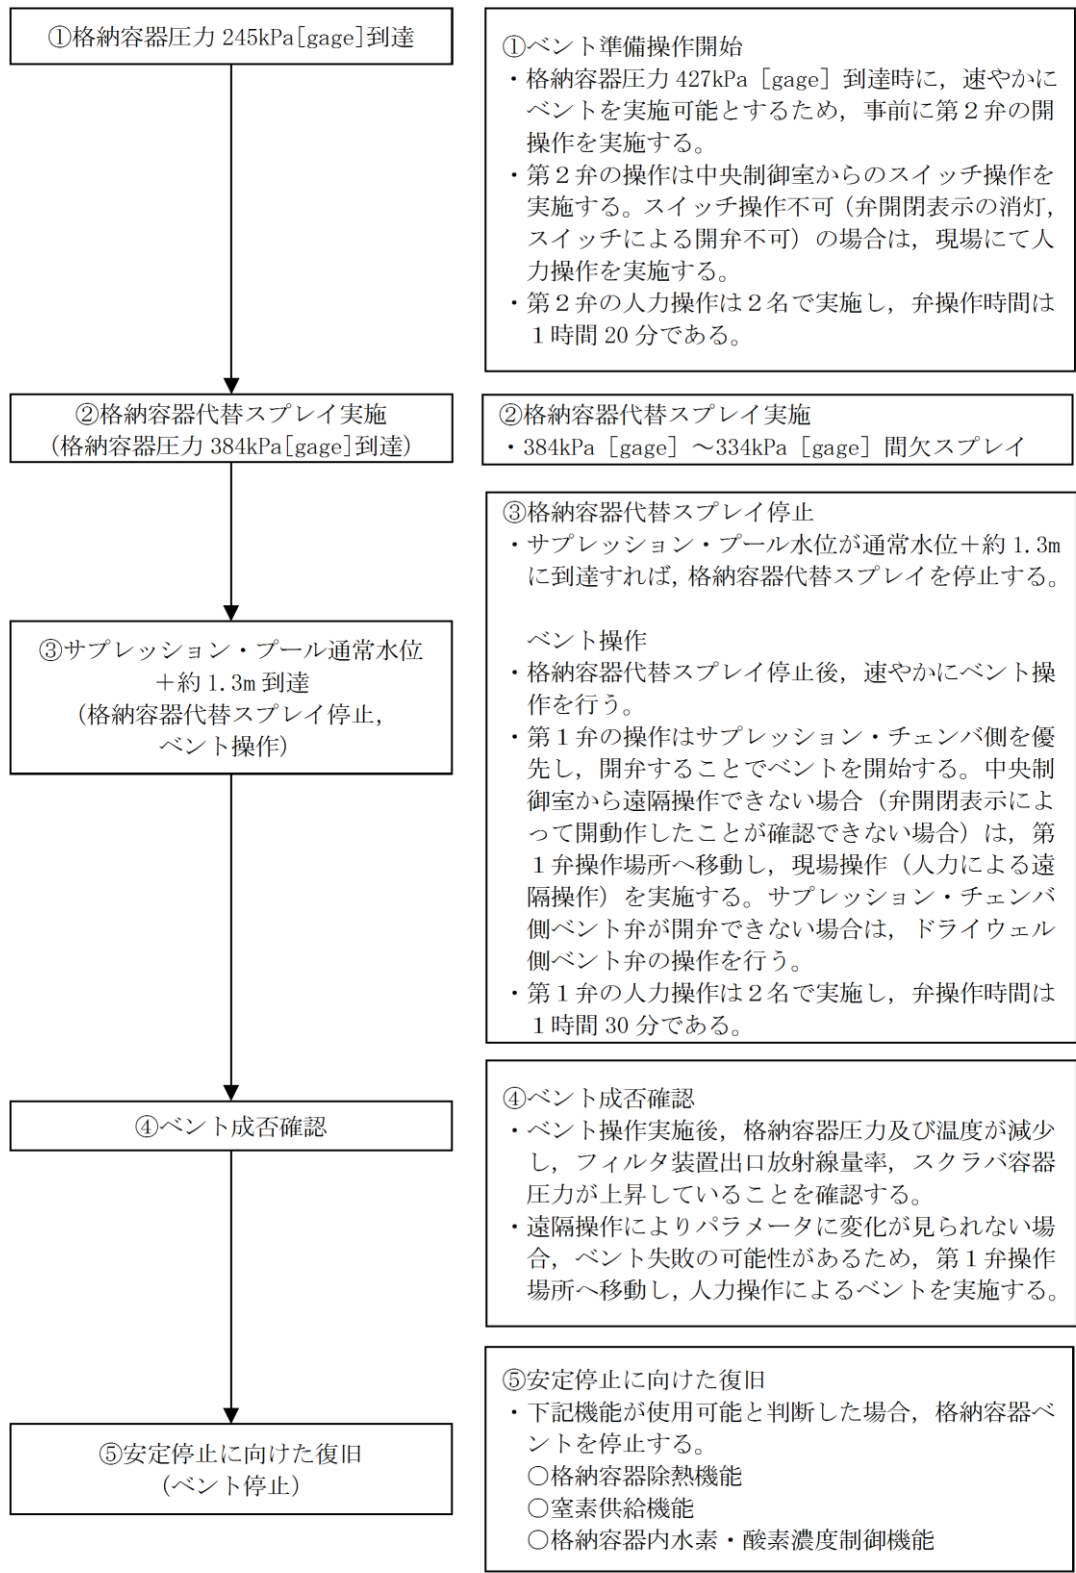 ①格納容器圧力 245kPa[gage]到達
①ベント準備操作開始
・格納容器圧力 427kPa [gage] 到達時に，速やかに
ベントを実施可能とするため，事前に第２弁の開
操作を実施する。
・第２弁の操作は中央制御室からのスイッチ操作を
実施する。スイッチ操作不可（弁開閉表示の消灯，
スイッチによる開弁不可）の場合は，現場にて人
力操作を実施する。
・第２弁の人力操作は２名で実施し，弁操作時間は
１時間 20 分である。
②格納容器代替スプレイ実施
(格納容器圧力 384kPa[gage]到達)
②格納容器代替スプレイ実施
・384kPa [gage] ～334kPa [gage] 間欠スプレイ
③サプレッション・プール通常水位
＋約 1.3m 到達
(格納容器代替スプレイ停止，
ベント操作)
③格納容器代替スプレイ停止
・サプレッション・プール水位が通常水位＋約 1.3m
に到達すれば，格納容器代替スプレイを停止する。
ベント操作
・格納容器代替スプレイ停止後，速やかにベント操
作を行う。
・第１弁の操作はサプレッション・チェンバ側を優
先し，開弁することでベントを開始する。中央制
御室から遠隔操作できない場合（弁開閉表示によ
って開動作したことが確認できない場合）は，第
１弁操作場所へ移動し，現場操作（人力による遠
隔操作）を実施する。サプレッション・チェンバ
側ベント弁が開弁できない場合は，ドライウェル
側ベント弁の操作を行う。
・第１弁の人力操作は２名で実施し，弁操作時間は
１時間 30 分である。
④ベント成否確認
④ベント成否確認
・ベント操作実施後，格納容器圧力及び温度が減少
し，フィルタ装置出口放射線量率，スクラバ容器
圧力が上昇していることを確認する。
・遠隔操作によりパラメータに変化が見られない場
合，ベント失敗の可能性があるため，第１弁操作
場所へ移動し，人力操作によるベントを実施する。
⑤安定停止に向けた復旧
(ベント停止)
⑤安定停止に向けた復旧
・下記機能が使用可能と判断した場合，格納容器ベ
ントを停止する。
○格納容器除熱機能
○窒素供給機能
○格納容器内水素・酸素濃度制御機能